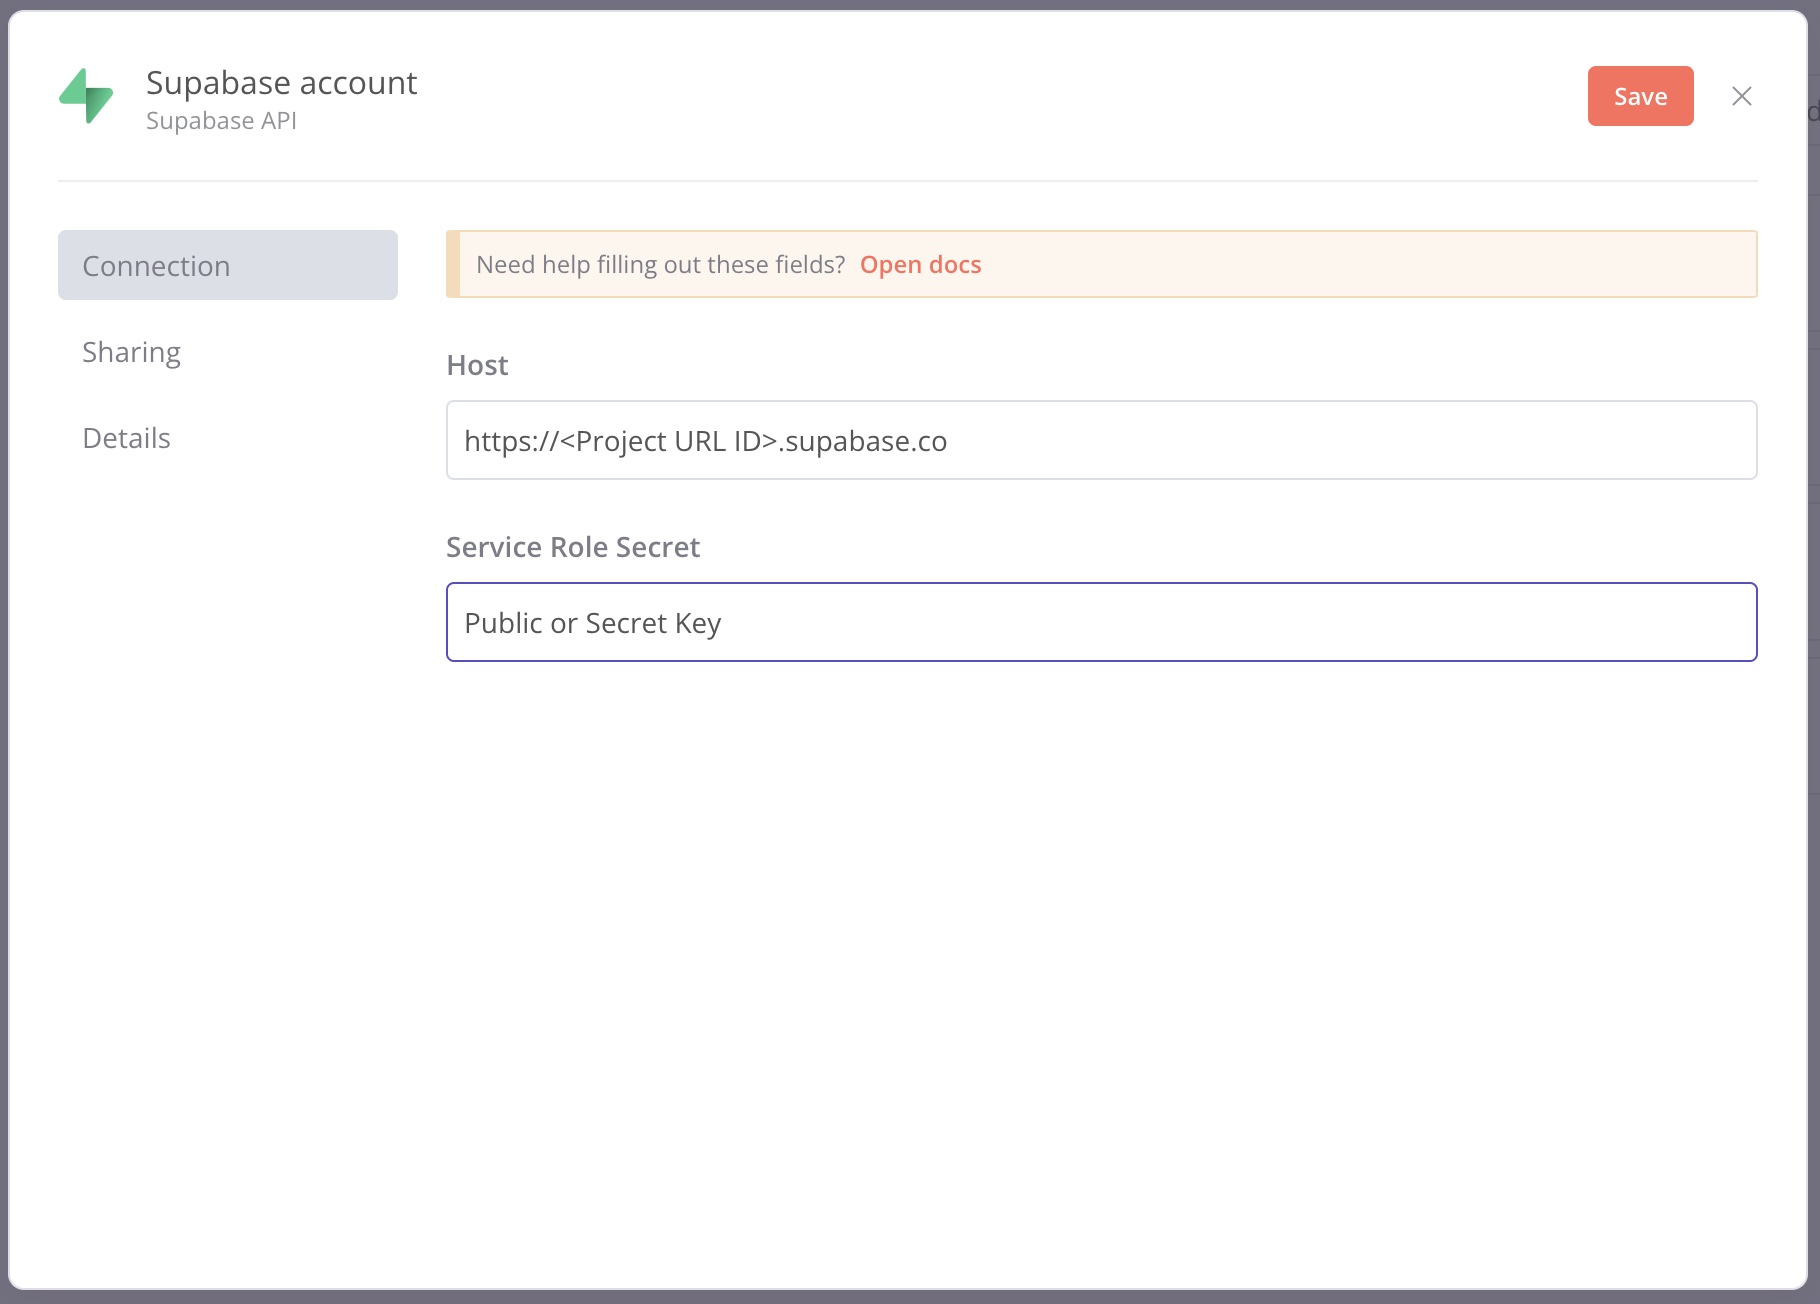 Supabase account
Supabase API
Save
Connection
Sharing
Details
Need help filling out these fields? Open docs
Host
https://<Project URL ID>.supabase.co
Service Role Secret
Public or Secret Key